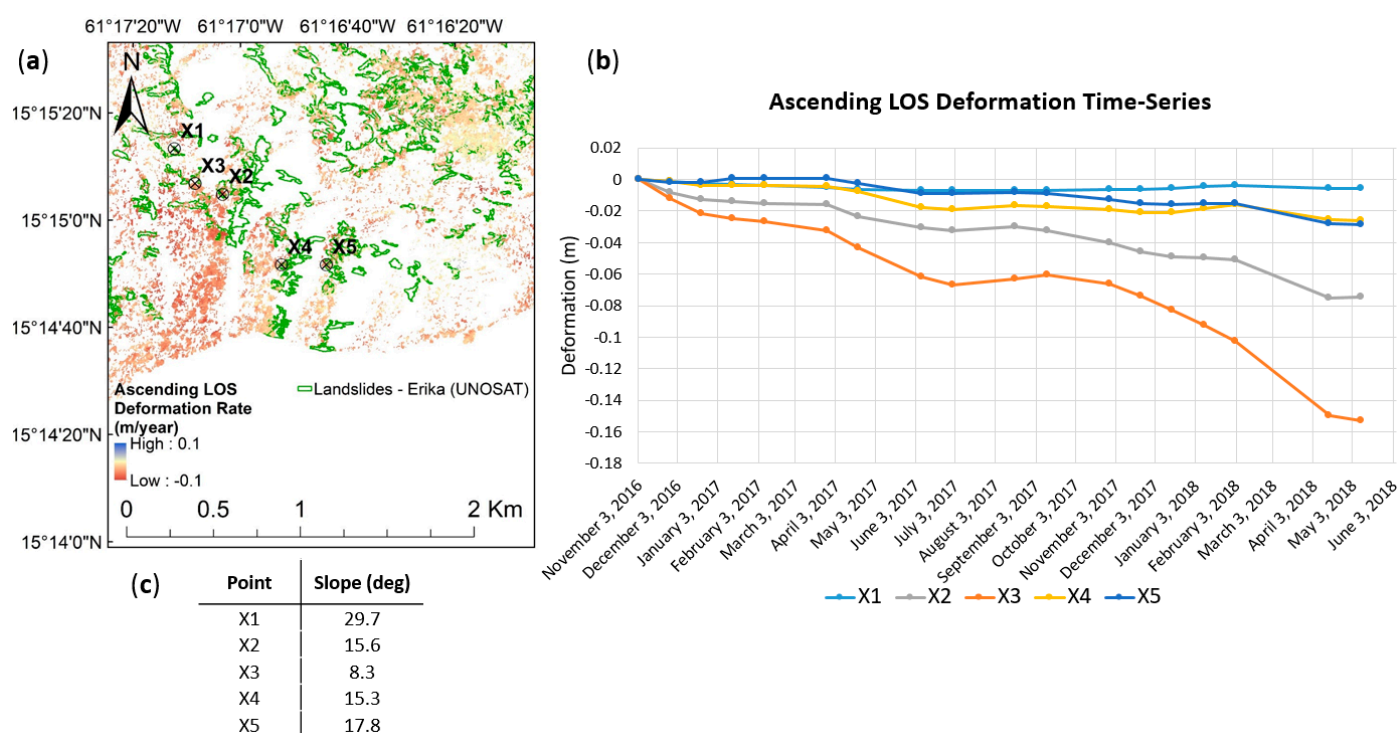 (a)
61°17'20"W 61°17'0"W 61°16'40"W 61°16'20"W
N
15°15'20"N
15°15'0"N
15°14'40"N
15°14'20"N
15°14'0"N
X1
X3
X2
X4
X5
Ascending LOS
Deformation Rate
(m/year)
High : 0.1
Low : -0.1
Landslides - Erika (UNOSAT)
0 0.5 1 2 Km
(b)
Ascending LOS Deformation Time-Series
Deformation (m)
0.02
0
-0.02
-0.04
-0.06
-0.08
-0.1
-0.12
-0.14
-0.16
-0.18
November 3, 2016
December 3, 2016
January 3, 2017
February 3, 2017
March 3, 2017
April 3, 2017
May 3, 2017
June 3, 2017
July 3, 2017
August 3, 2017
September 3, 2017
October 3, 2017
November 3, 2017
December 3, 2017
January 3, 2018
February 3, 2018
March 3, 2018
April 3, 2018
May 3, 2018
June 3, 2018
X1 X2 X3 X4 X5
(c)
Point Slope (deg)
X1 29.7
X2 15.6
X3 8.3
X4 15.3
X5 17.8